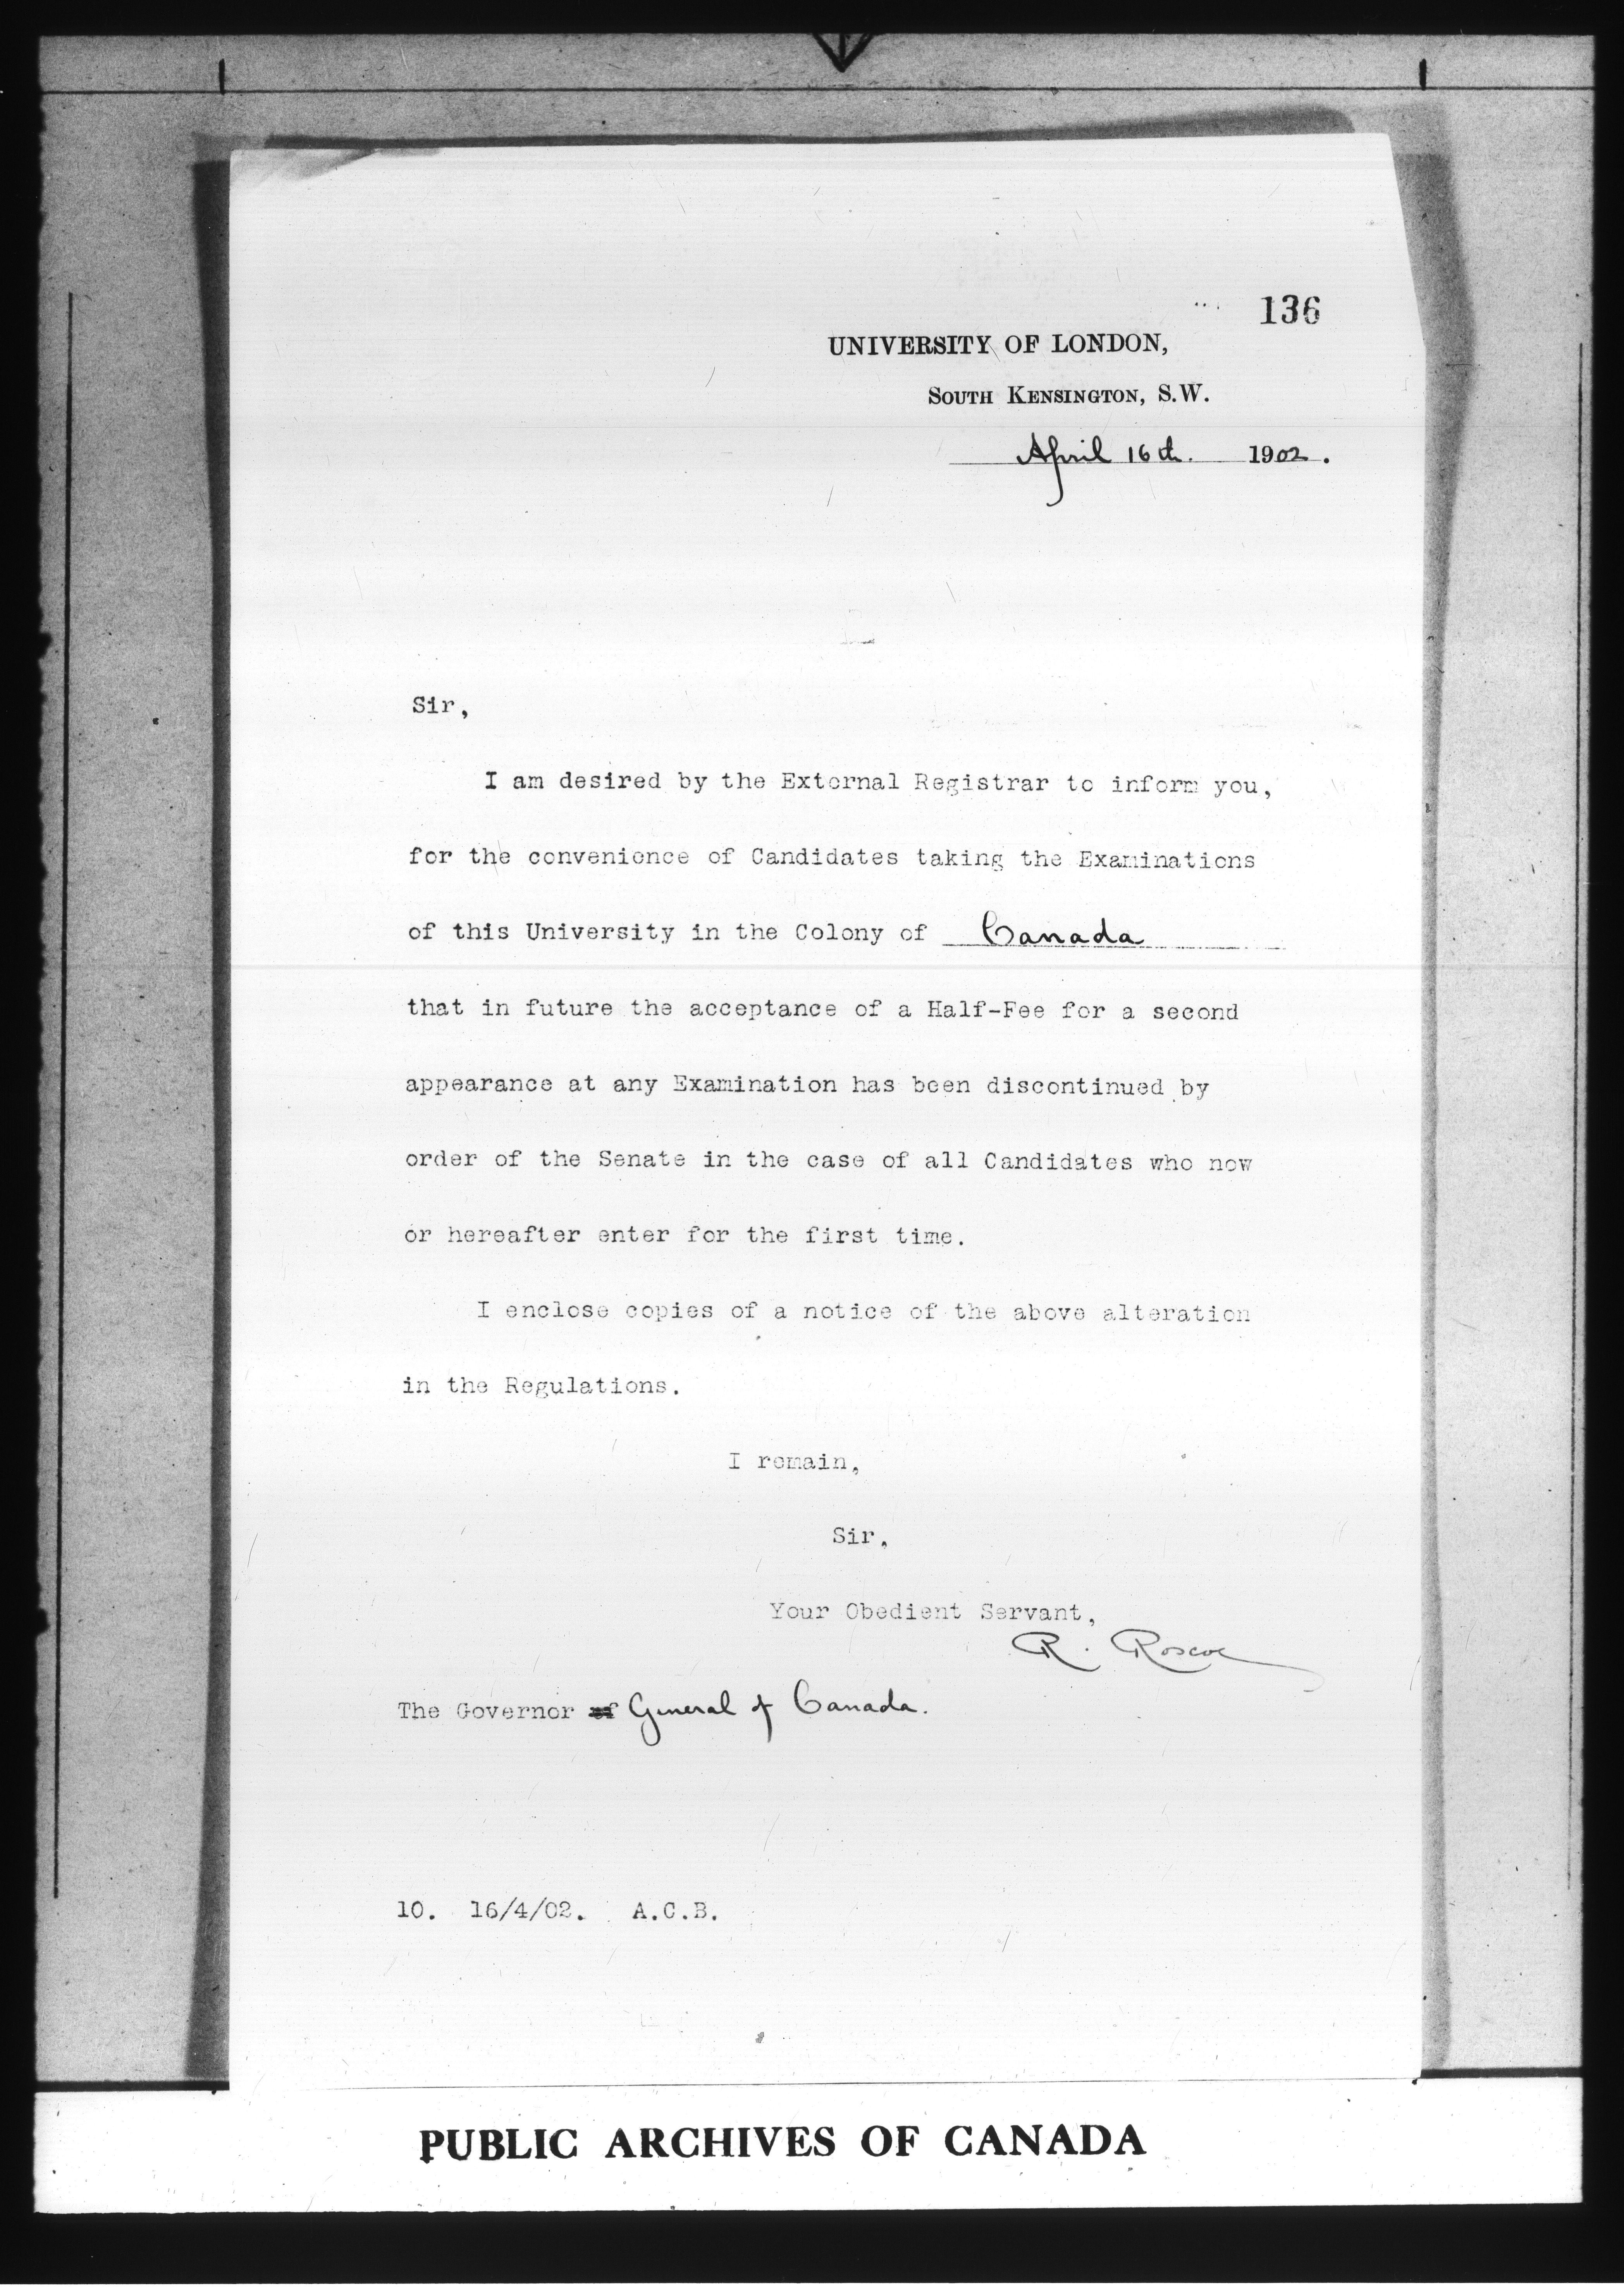 136
UNIVERSITY OF LONDON,
SOUTH KENSINGTON, S.W.
April 16th. 1902.
Sir,
I am desired by the External Registrar to inform you,
for the convenience of Candidates taking the Examinations
of this University in the Colony of Canada
that in future the acceptance of a Half-Fee for a second
appearance at any Examination has been discontinued by
order of the Senate in the case of all Candidates who now
or hereafter enter for the first time.
I enclose copies of a notice of the above alteration
in the Regulations.
I remain,
Sir,
Your Obedient Servant,
R. Roscoe
The Governor of General of Canada.
10. 16/4/02. A.C.B.
PUBLIC ARCHIVES OF CANADA